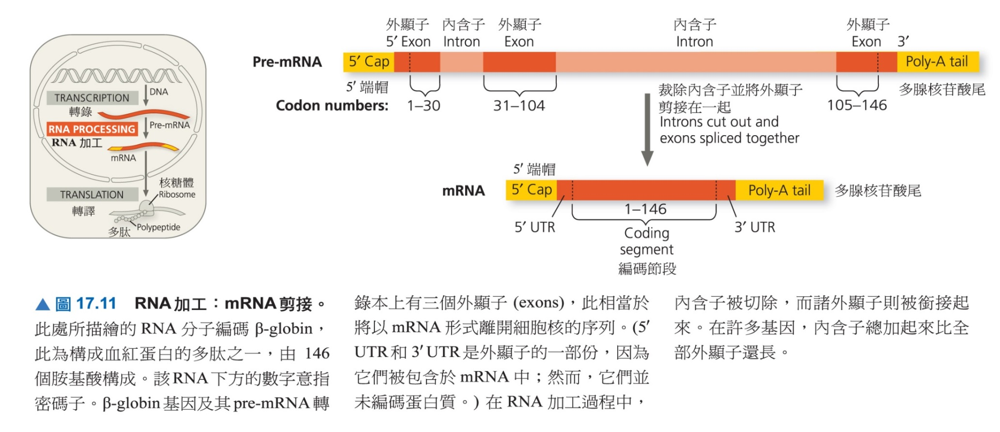 TRANSCRIPTION
轉錄
DNA
RNA PROCESSING
RNA 加工
Pre-mRNA
mRNA
TRANSLATION
轉譯
核糖體
Ribosome
多肽
Polypeptide
外顯子 內含子 外顯子 內含子 外顯子
5′ Exon Intron Exon Intron Exon 3′
Pre-mRNA 5′ Cap Poly-A tail
5′ 端帽 多腺核苷酸尾
Codon numbers: 1–30 31–104 105–146
裁除內含子並將外顯子
剪接在一起
Introns cut out and
exons spliced together
5′ 端帽
mRNA 5′ Cap Poly-A tail 多腺核苷酸尾
1–146
5′ UTR 3′ UTR
Coding
segment
編碼節段
▲ 圖 17.11 RNA 加工：mRNA 剪接。
此處所描繪的 RNA 分子編碼 β-globin，
此為構成血紅蛋白的多肽之一，由 146
個胺基酸構成。該 RNA 下方的數字意指
密碼子。β-globin 基因及其 pre-mRNA 轉
錄本上有三個外顯子 (exons)，此相當於
將以 mRNA 形式離開細胞核的序列。(5′
UTR 和 3′ UTR 是外顯子的一部份，因為
它們被包含於 mRNA 中；然而，它們並
未編碼蛋白質。) 在 RNA 加工過程中，
內含子被切除，而諸外顯子則被銜接起
來。在許多基因，內含子總加起來比全
部外顯子還長。